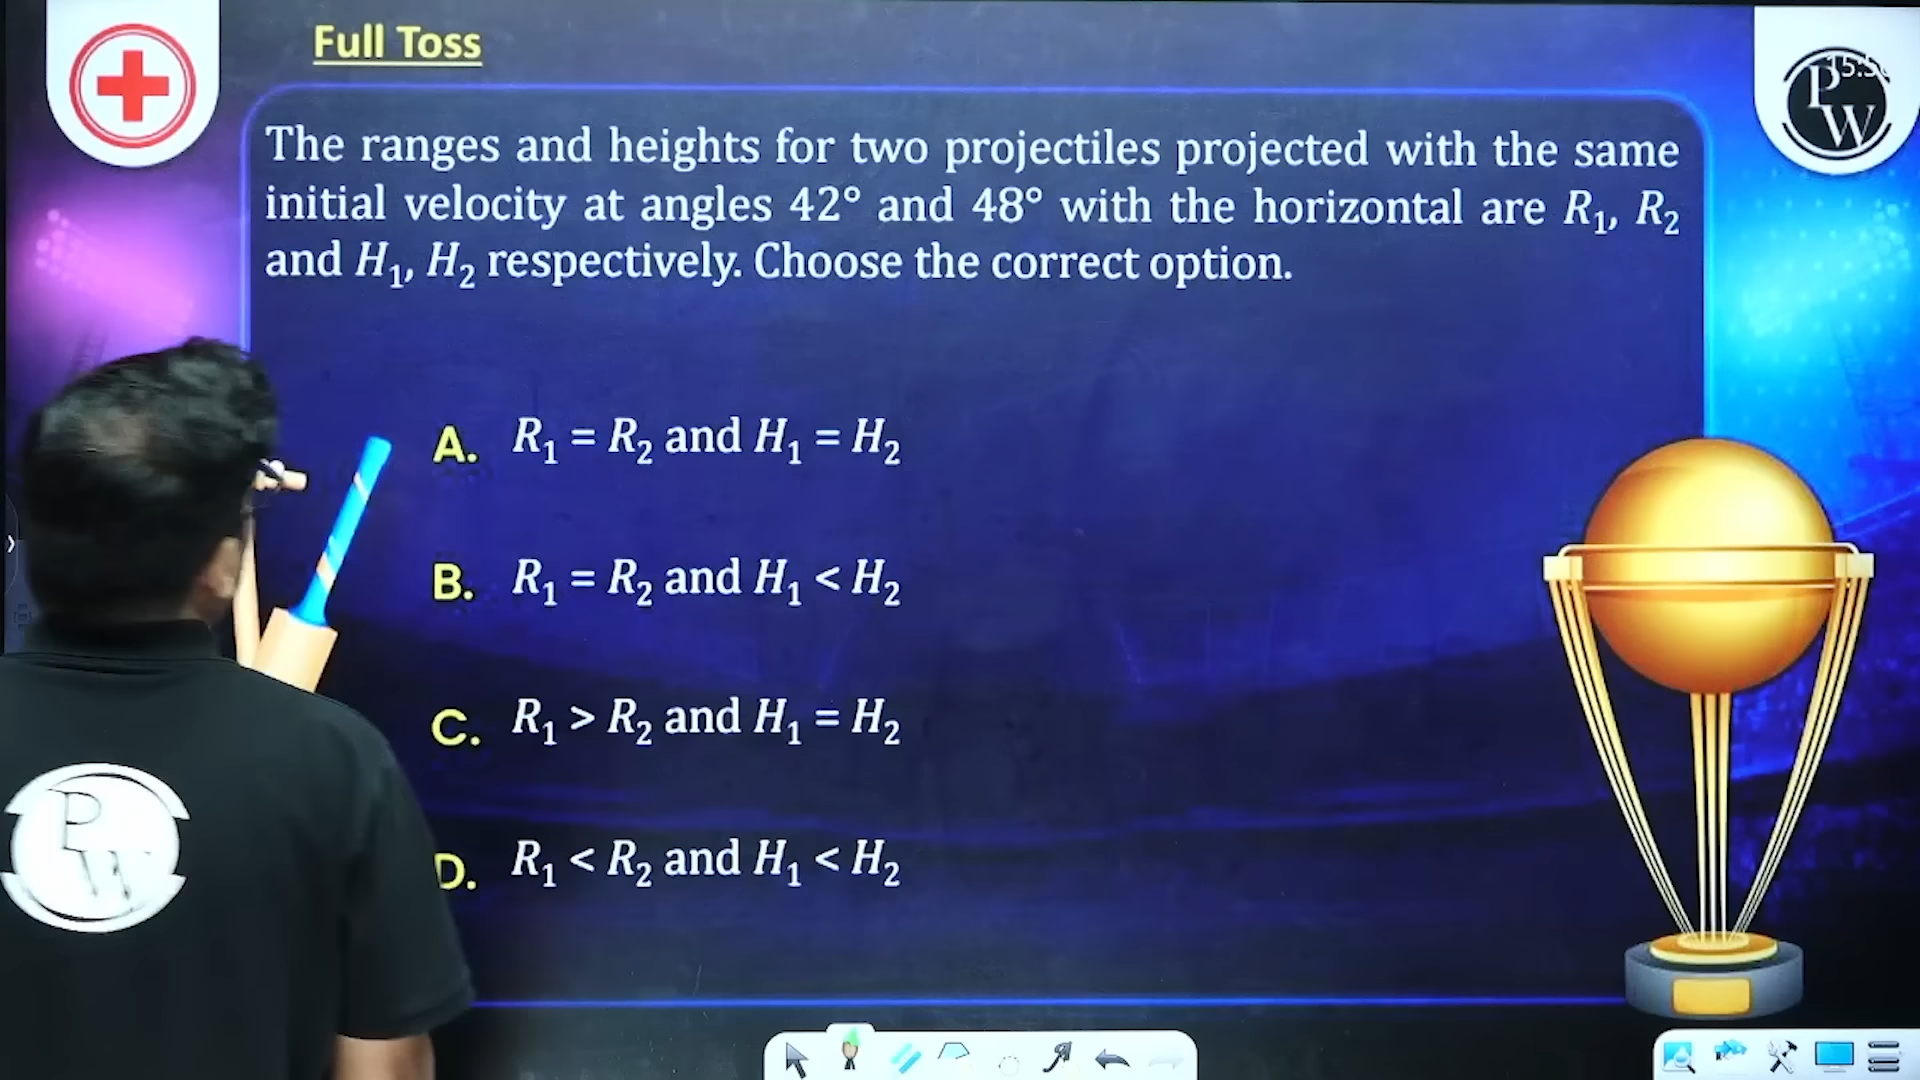 Full Toss
The ranges and heights for two projectiles projected with the same
initial velocity at angles 42° and 48° with the horizontal are R₁, R₂
and H₁, H₂ respectively. Choose the correct option.
A. R₁ = R₂ and H₁ = H₂
B. R₁ = R₂ and H₁ < H₂
C. R₁ > R₂ and H₁ = H₂
D. R₁ < R₂ and H₁ < H₂
PW
PW